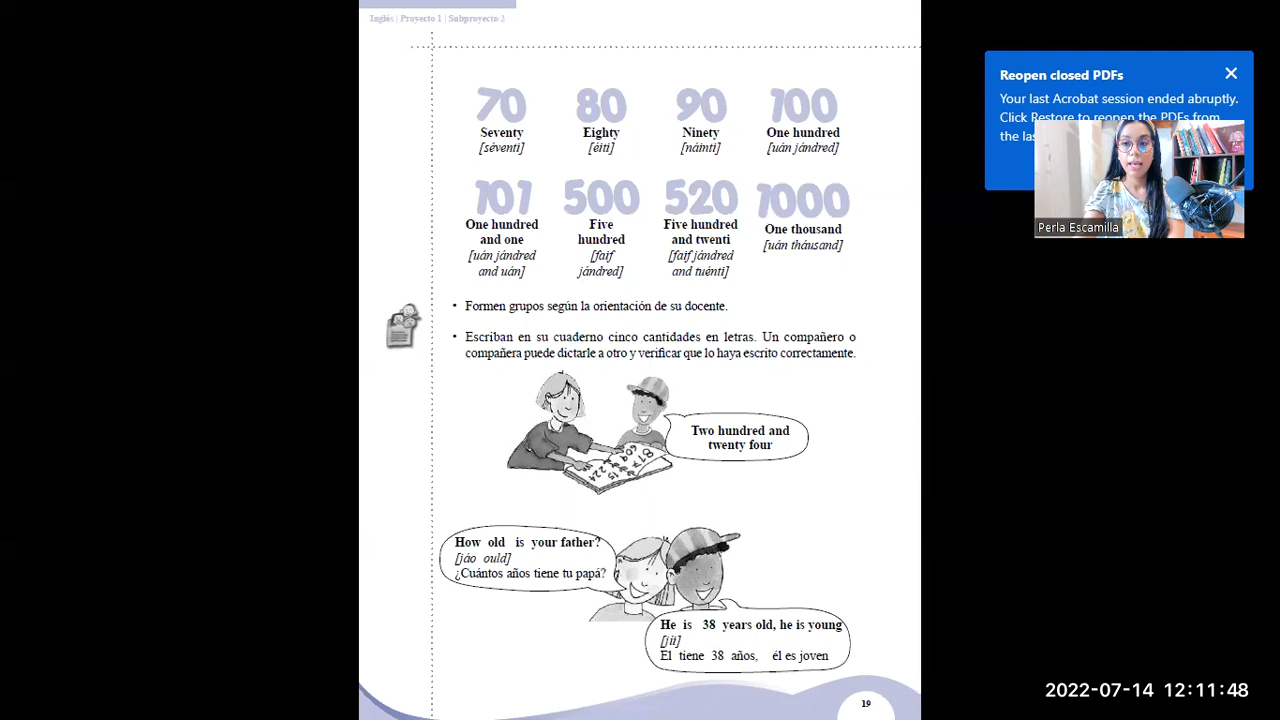 Inglés | Proyecto 1 | Subproyecto 3
70 80 90 100
Seventy Eighty Ninety One hundred
[séventi] [éiti] [náinti] [uán jándred]
101 500 520 1000
One hundred Five Five hundred One thousand
and one hundred and twenti [uán tháusand]
[uán jándred [faif [faif jándred
and uán] jándred] and tuénti]
• Formen grupos según la orientación de su docente.
• Escriban en su cuaderno cinco cantidades en letras. Un compañero o
compañera puede dictarle a otro y verificar que lo haya escrito correctamente.
Two hundred and
twenty four
817
609
15
224
How old is your father?
[jáo ould]
¿Cuántos años tiene tu papá?
He is 38 years old, he is young
[jíi]
El tiene 38 años, él es joven
19
Reopen closed PDFs
Your last Acrobat session ended abruptly.
Click Restore to reopen the PDFs from
the las
Perla Escamilla
2022-07-14 12:11:48